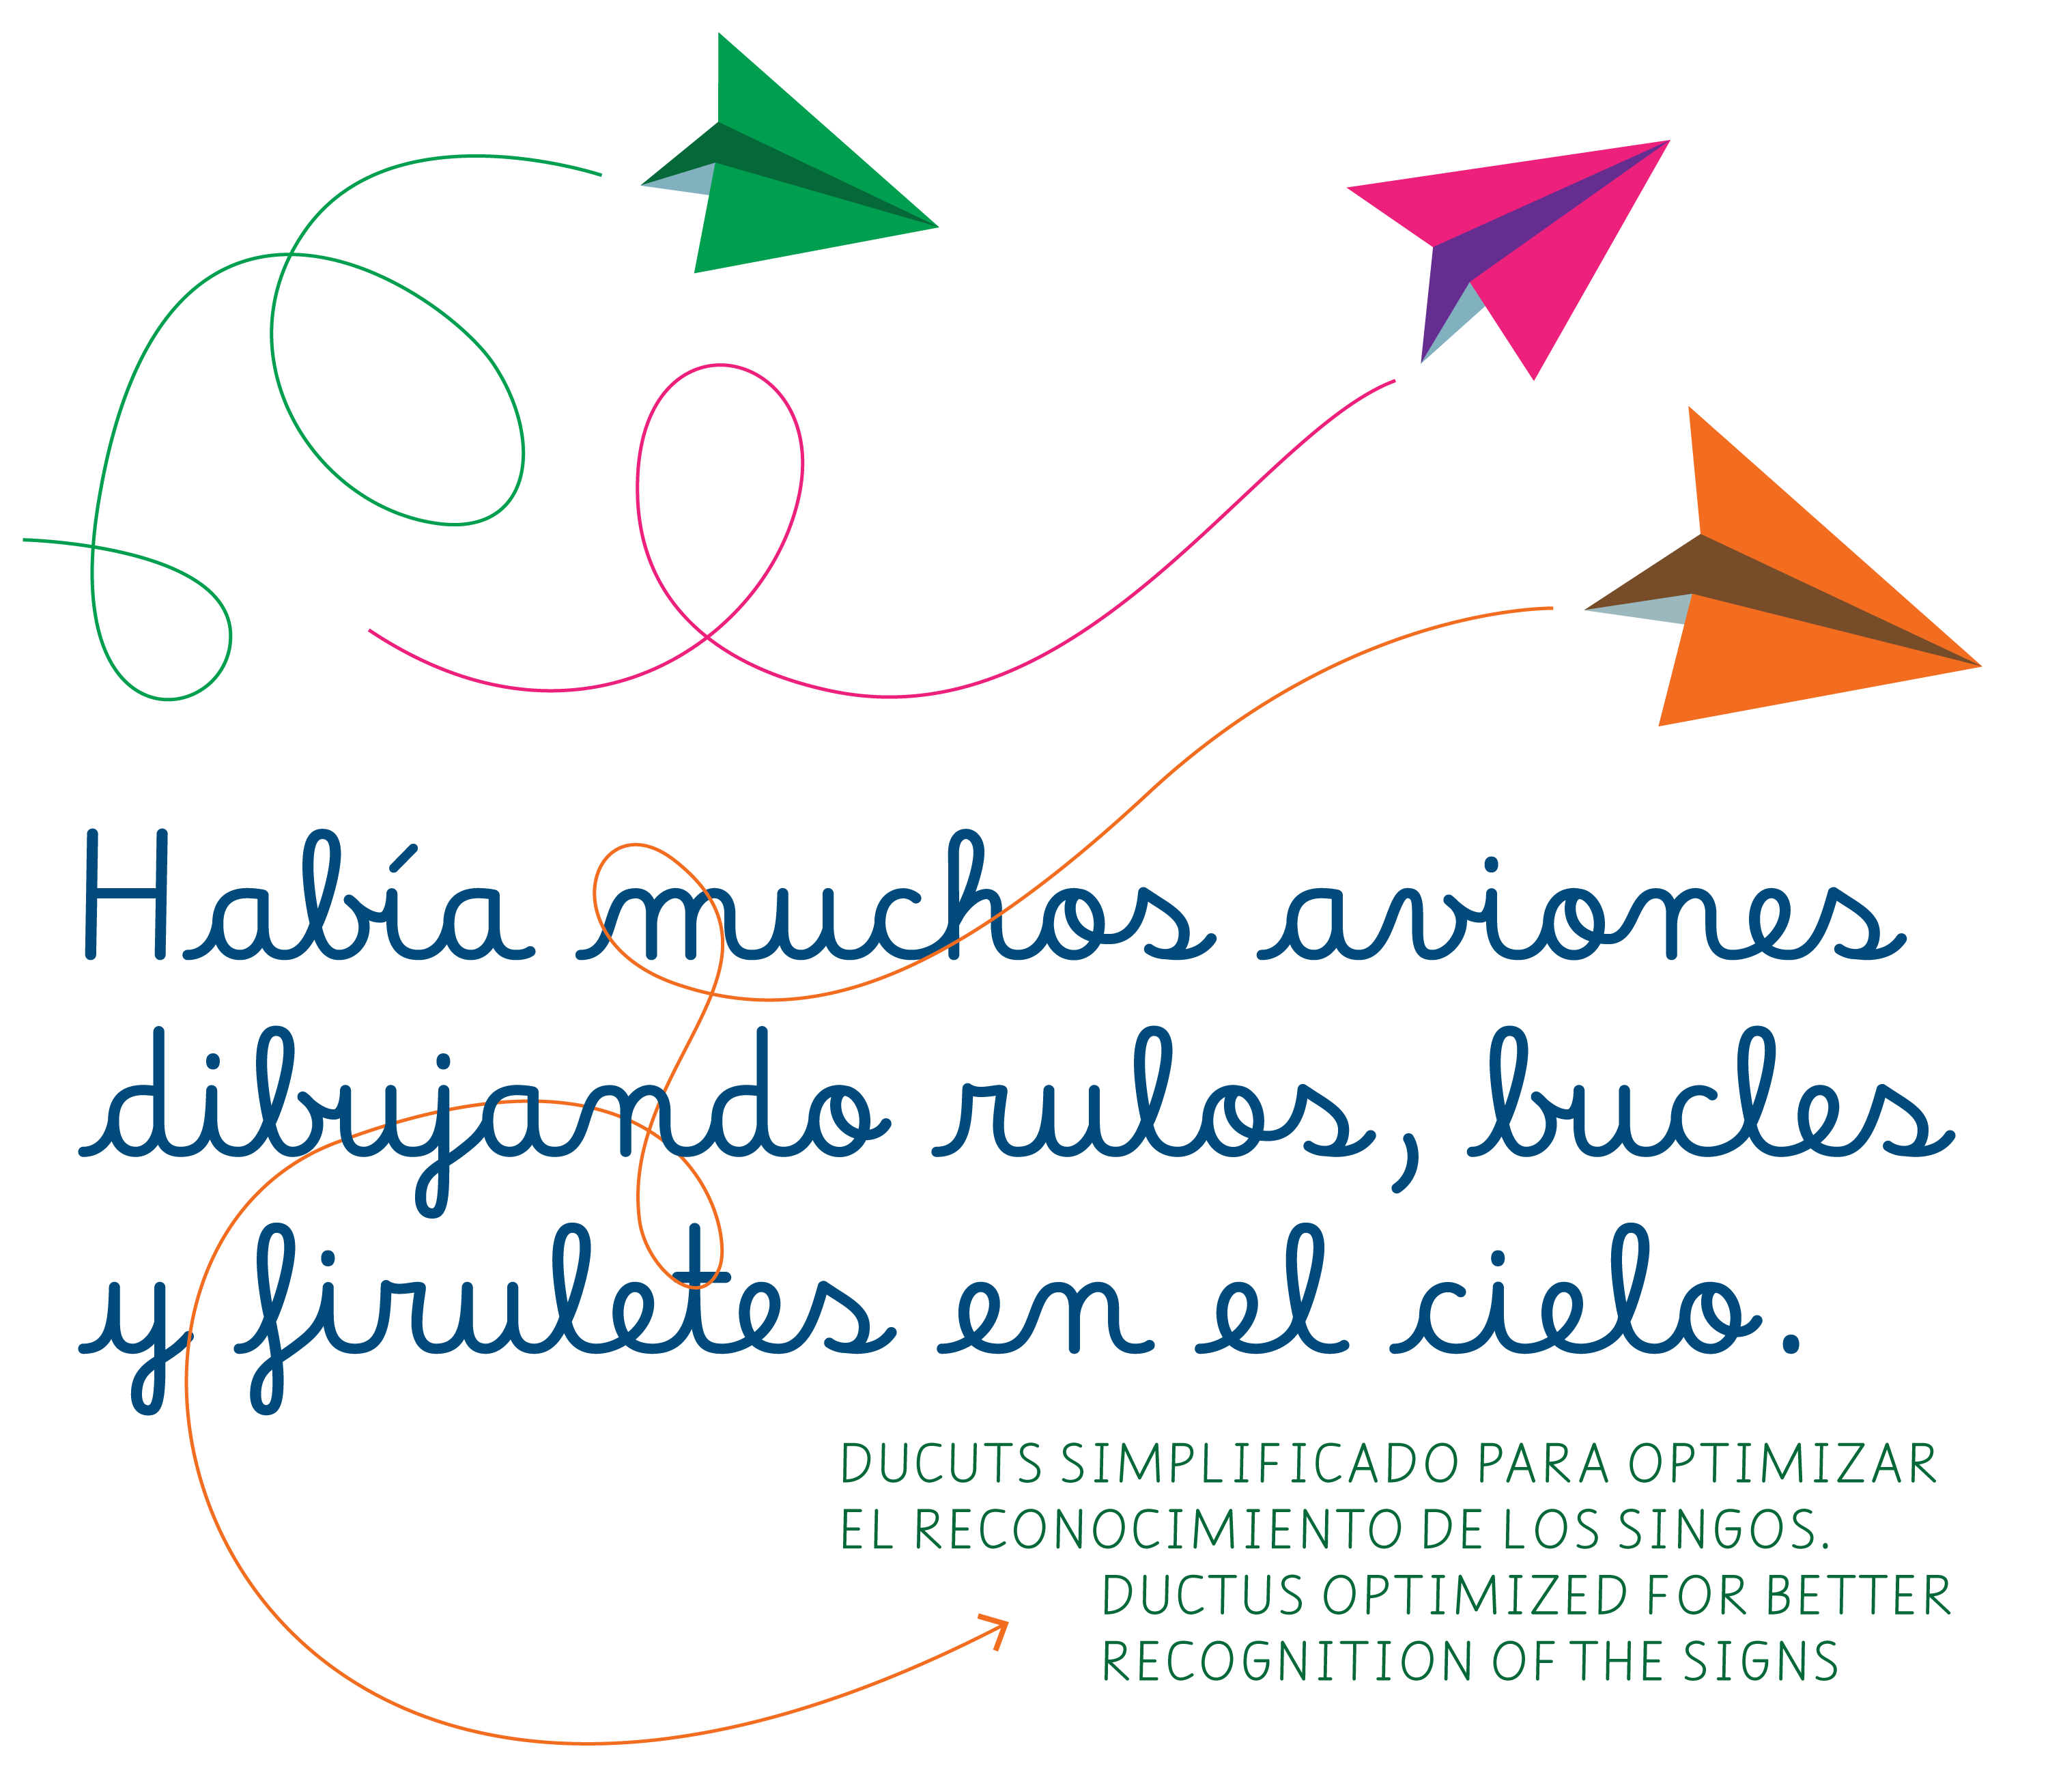 Había muchos aviones
dibujando rulos, bucles
y firuletes en el cielo.
DUCUTS SIMPLIFICADO PARA OPTIMIZAR
EL RECONOCIMIENTO DE LOS SINGOS.
DUCTUS OPTIMIZED FOR BETTER
RECOGNITION OF THE SIGNS